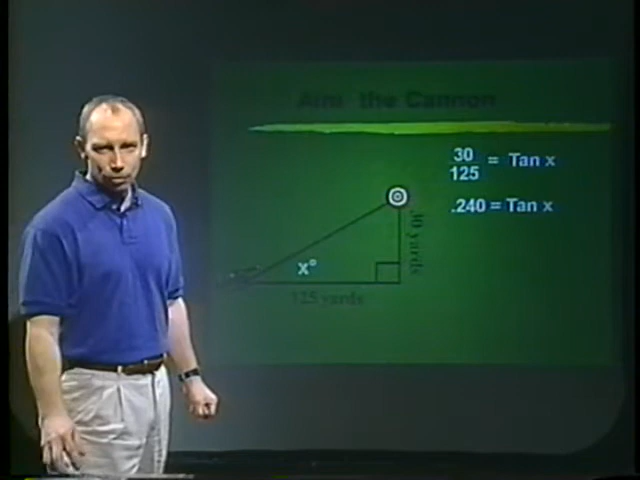 Aim the Cannon
30
125
= Tan x
.240 = Tan x
30 yards
x°
125 yards